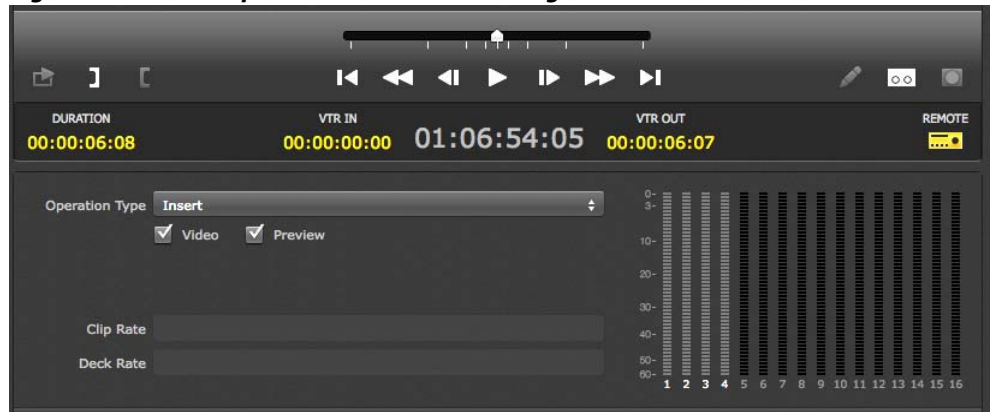 DURATION VTR IN VTR OUT REMOTE
00:00:06:08 00:00:00:00 01:06:54:05 00:00:06:07
Operation Type Insert
Video Preview
Clip Rate
Deck Rate
0-
3-
10-
20-
30-
40-
50-
60-
1 2 3 4 5 6 7 8 9 10 11 12 13 14 15 16